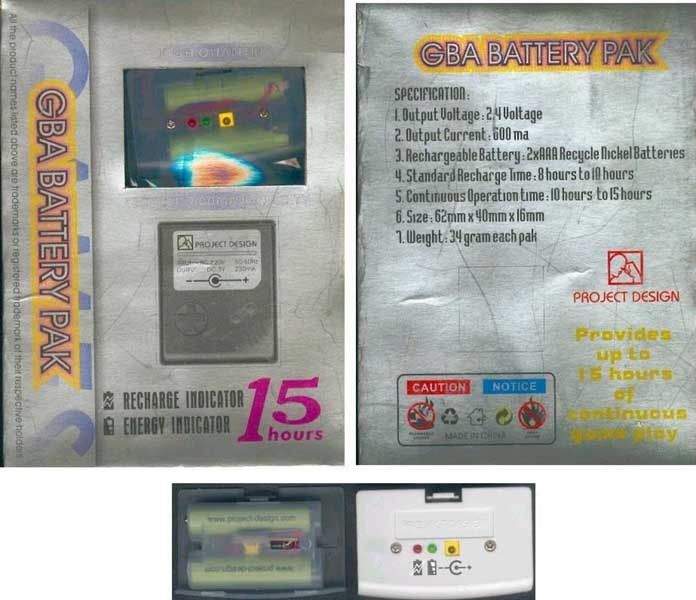 All the product names listed above are trademarks or registered trademarks of their respective holders
GBA BATTERY PAK
PROJECT DESIGN
RECHARGE INDICATOR
ENERGY INDICATOR
15
hours
GBA BATTERY PAK
SPECIFICATION:
1. Output Voltage : 2,4 Voltage
2. Output Current : 600 ma
3. Rechargeable Battery : 2xAAA Recycle Nickel Batteries
4. Standard Recharge Time : 8 hours to 10 hours
5. Continuous Operation time : 10 hours to 15 hours
6. Size : 62mm x 40mm x 16mm
7. Weight : 34 gram each pak
PROJECT DESIGN
Provides
up to
15 hours
of
continuous
game play
CAUTION
NOTICE
MADE IN CHINA
www.project-design.com
www.project-design.com